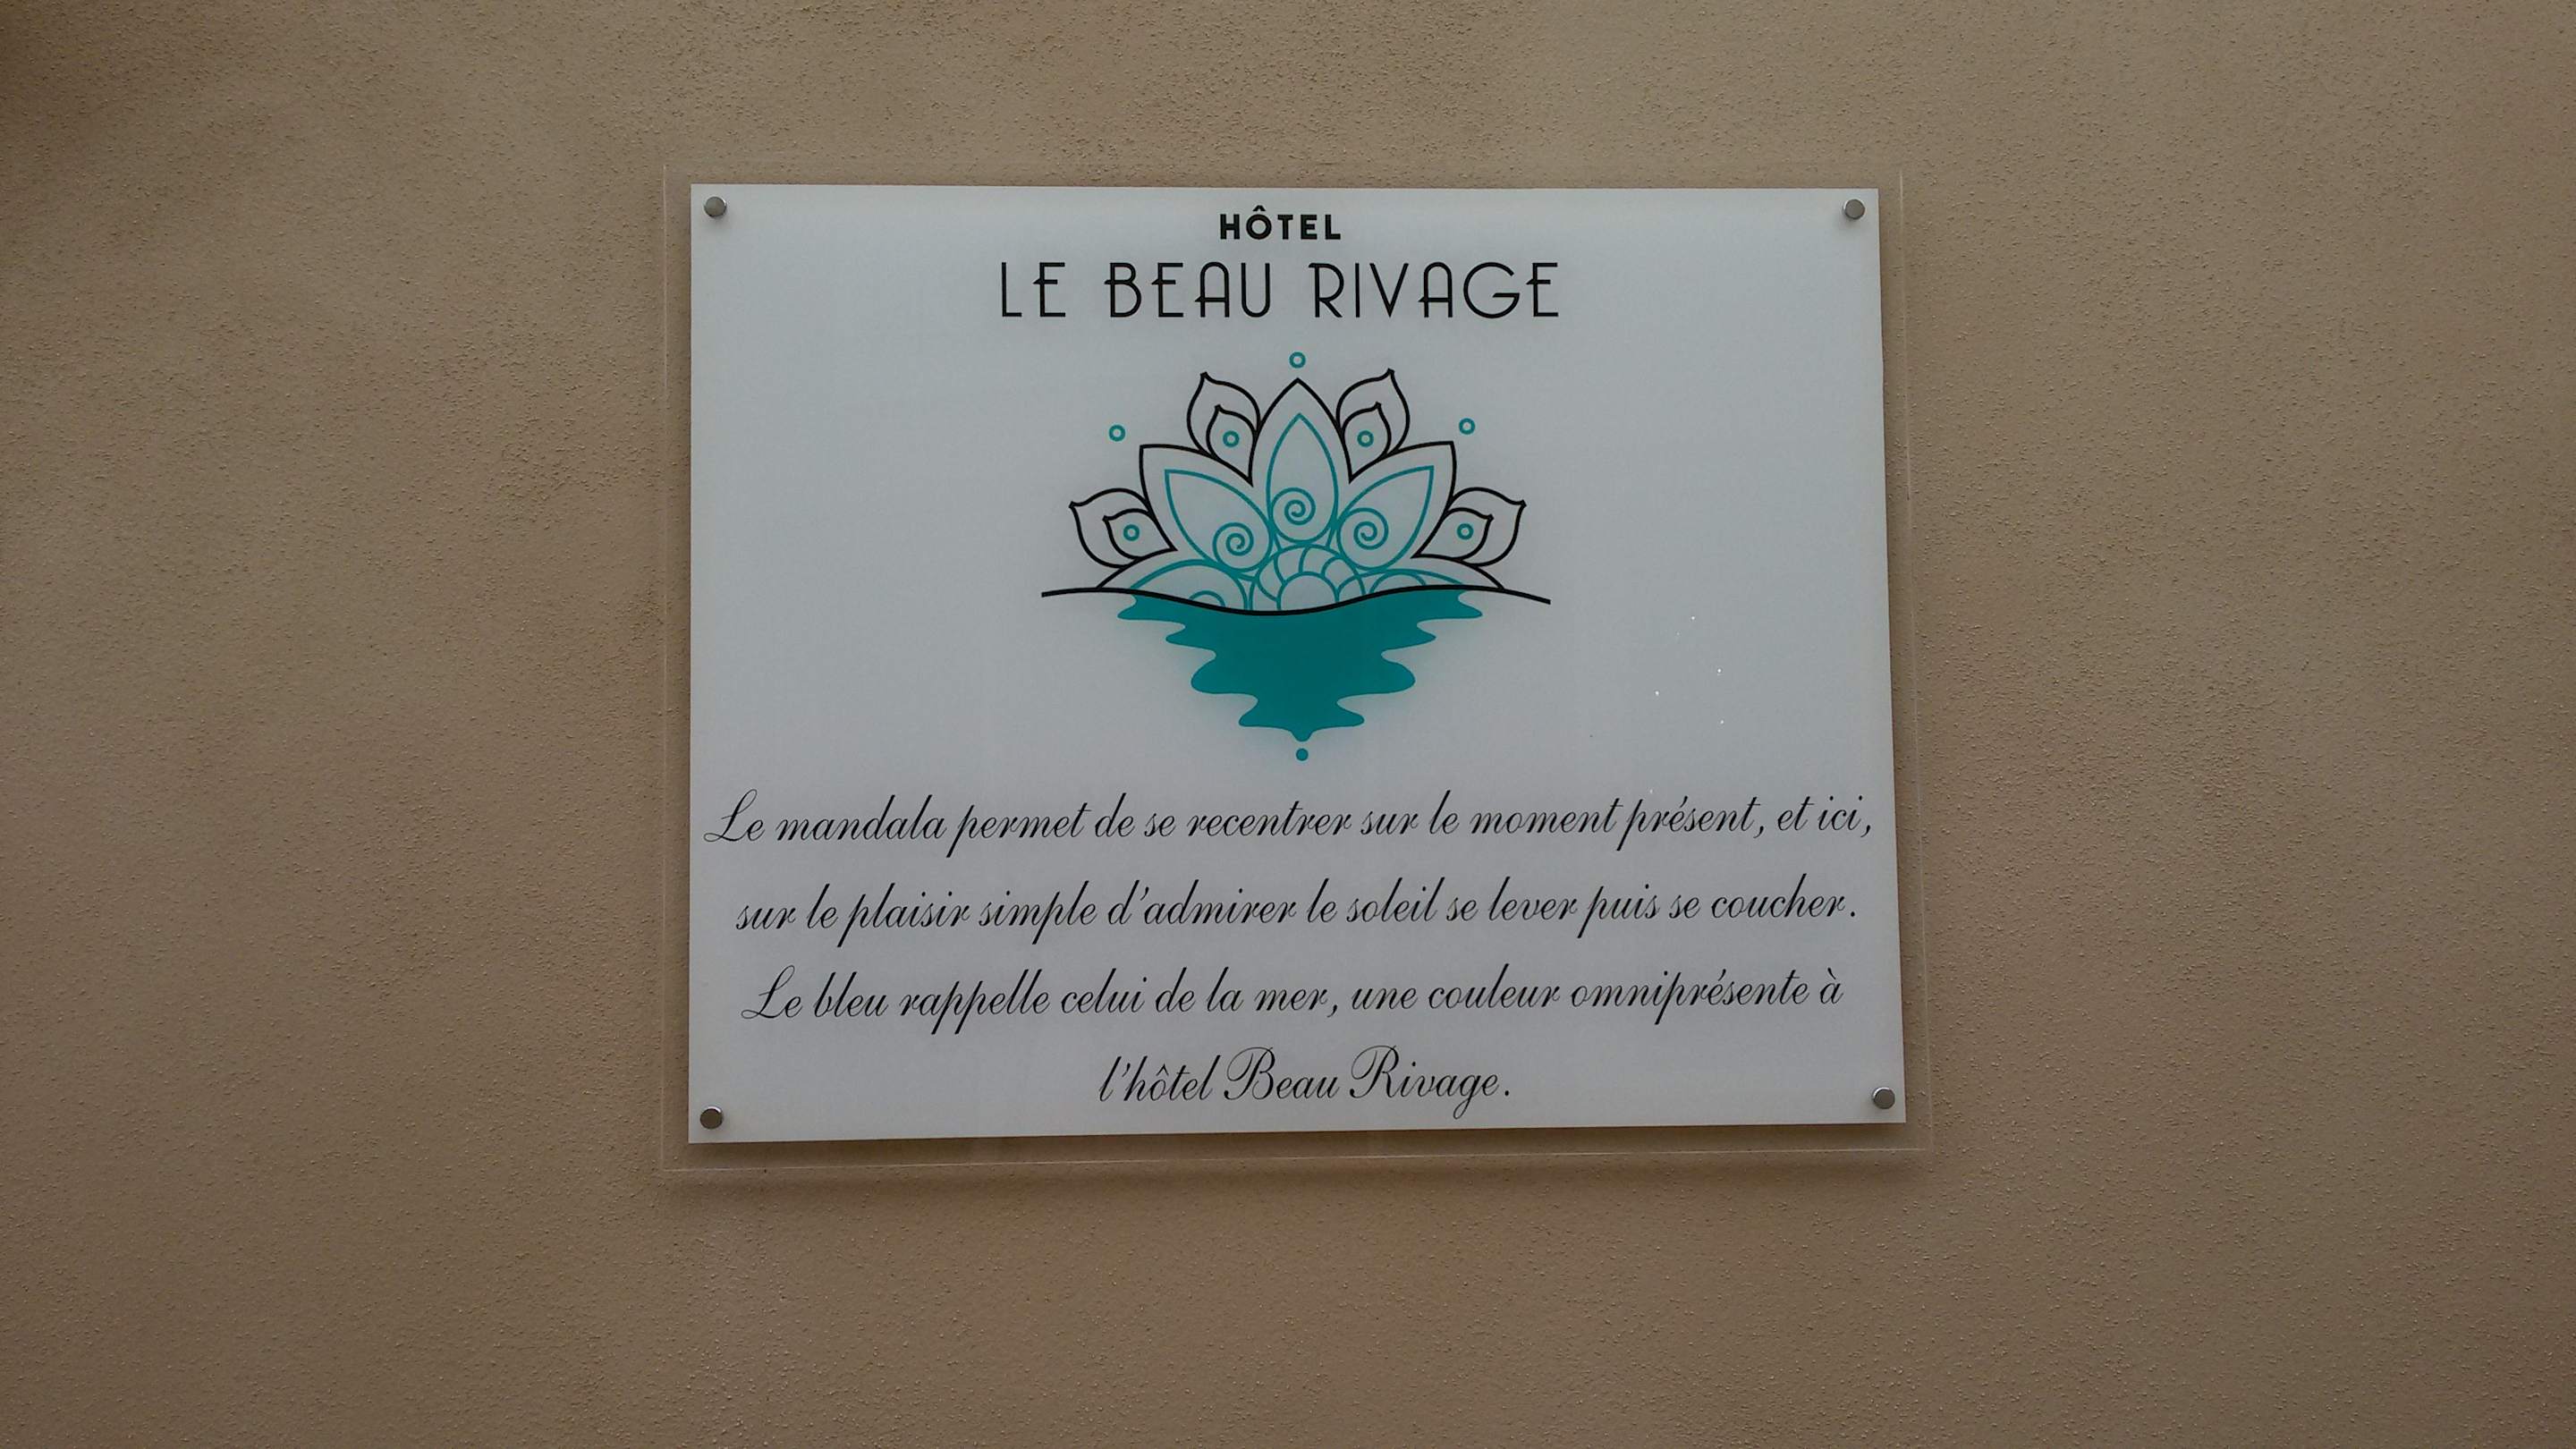 HÔTEL
LE BEAU RIVAGE
Le mandala permet de se recentrer sur le moment présent, et ici,
sur le plaisir simple d'admirer le soleil se lever puis se coucher.
Le bleu rappelle celui de la mer, une couleur omniprésente à
l'hôtel Beau Rivage.